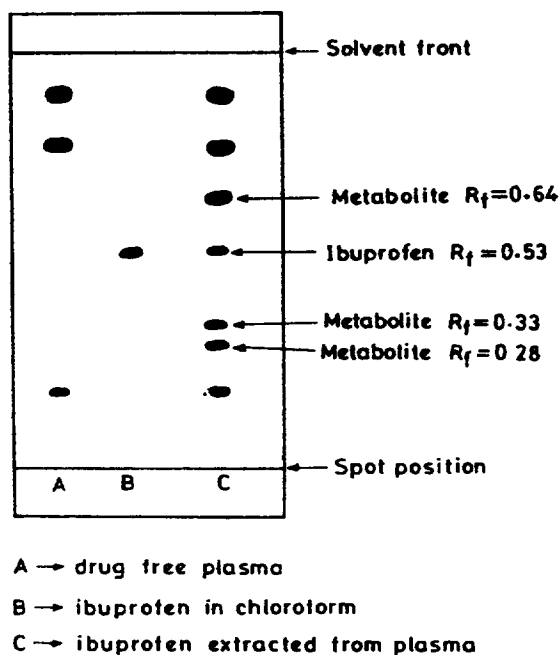 Solvent front
Metabolite Rf=0.64
Ibuprofen Rf=0.53
Metabolite Rf=0.33
Metabolite Rf=0 28
Spot position
A B C
A → drug free plasma
B → ibuprofen in chlorotorm
C → ibuprofen extracted from plasma